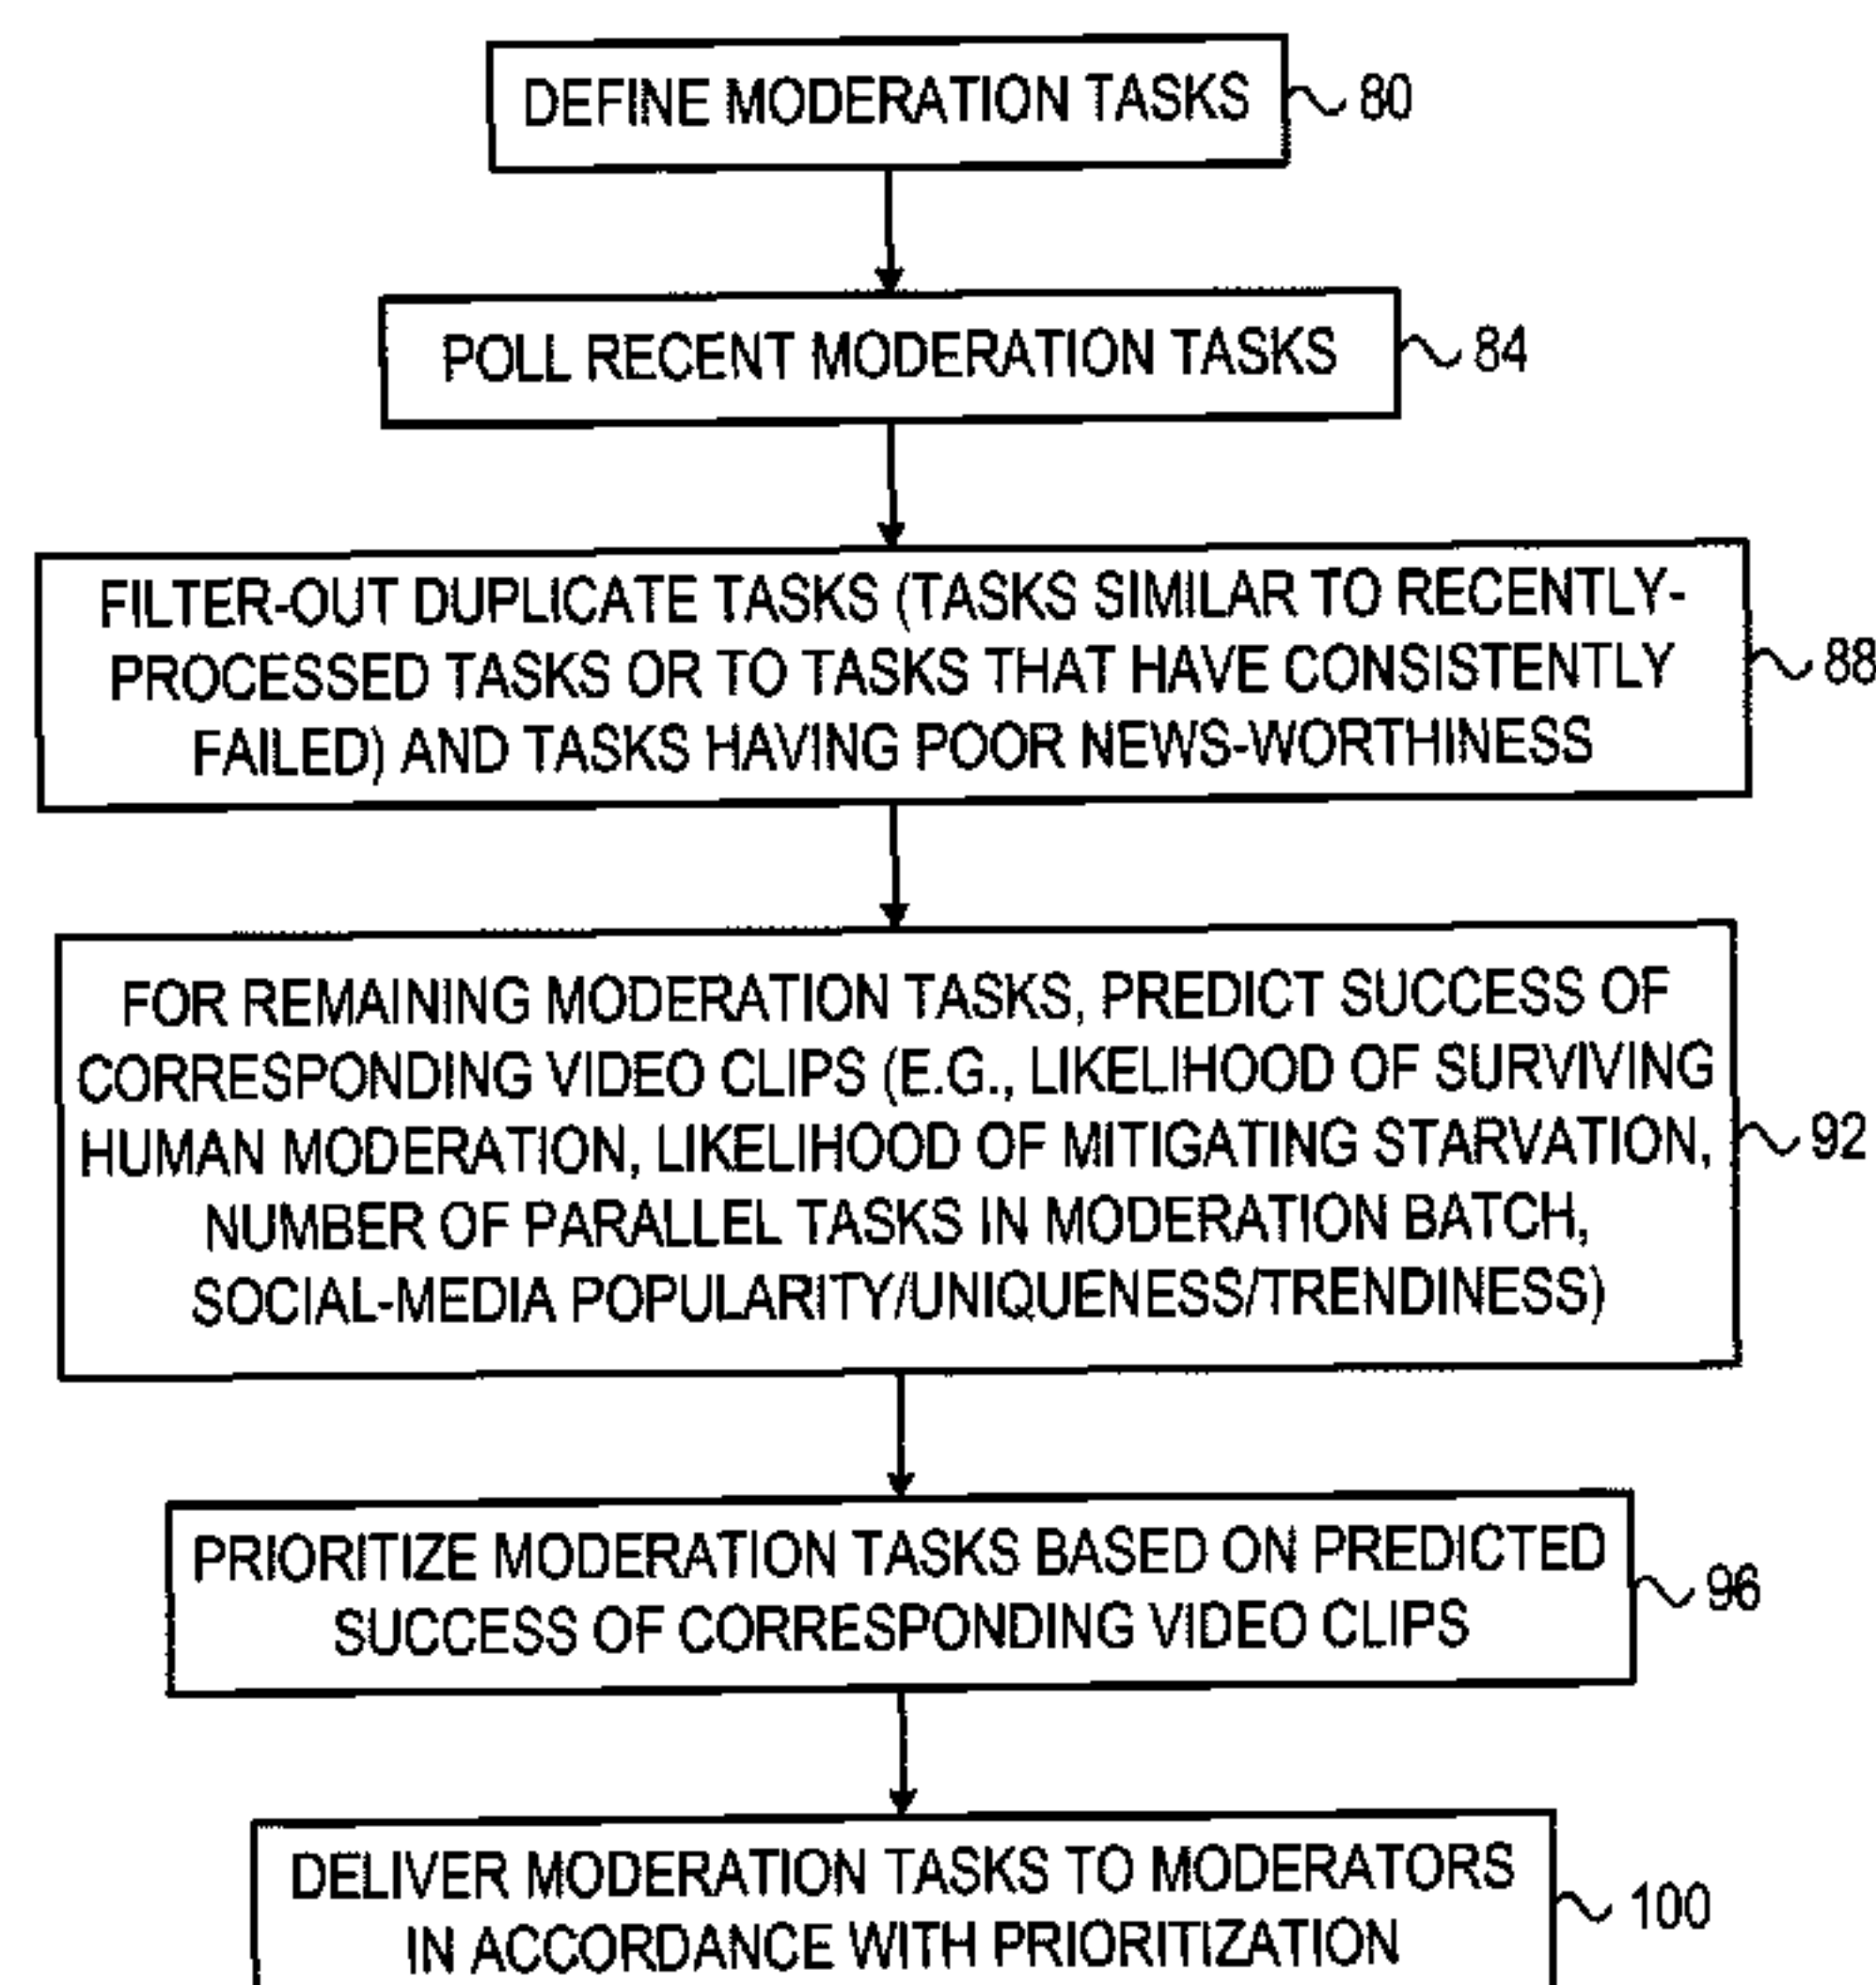 DEFINE MODERATION TASKS
80
POLL RECENT MODERATION TASKS
84
FILTER-OUT DUPLICATE TASKS (TASKS SIMILAR TO RECENTLY-
PROCESSED TASKS OR TO TASKS THAT HAVE CONSISTENTLY
FAILED) AND TASKS HAVING POOR NEWS-WORTHINESS
88
FOR REMAINING MODERATION TASKS, PREDICT SUCCESS OF
CORRESPONDING VIDEO CLIPS (E.G., LIKELIHOOD OF SURVIVING
HUMAN MODERATION, LIKELIHOOD OF MITIGATING STARVATION,
NUMBER OF PARALLEL TASKS IN MODERATION BATCH,
SOCIAL-MEDIA POPULARITY/UNIQUENESS/TRENDINESS)
92
PRIORITIZE MODERATION TASKS BASED ON PREDICTED
SUCCESS OF CORRESPONDING VIDEO CLIPS
96
DELIVER MODERATION TASKS TO MODERATORS
IN ACCORDANCE WITH PRIORITIZATION
100